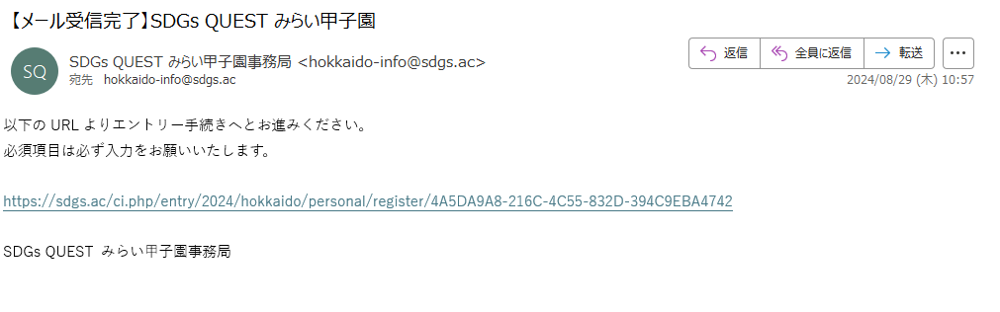 【メール受信完了】SDGs QUEST みらい甲子園
SQ
SDGs QUEST みらい甲子園事務局 <hokkaido-info@sdgs.ac>
宛先 hokkaido-info@sdgs.ac
返信
全員に返信
転送
2024/08/29 (木) 10:57
以下の URL よりエントリー手続きへとお進みください。
必須項目は必ず入力をお願いいたします。
https://sdgs.ac/ci.php/entry/2024/hokkaido/personal/register/4A5DA9A8-216C-4C55-832D-394C9EBA4742
SDGs QUEST みらい甲子園事務局